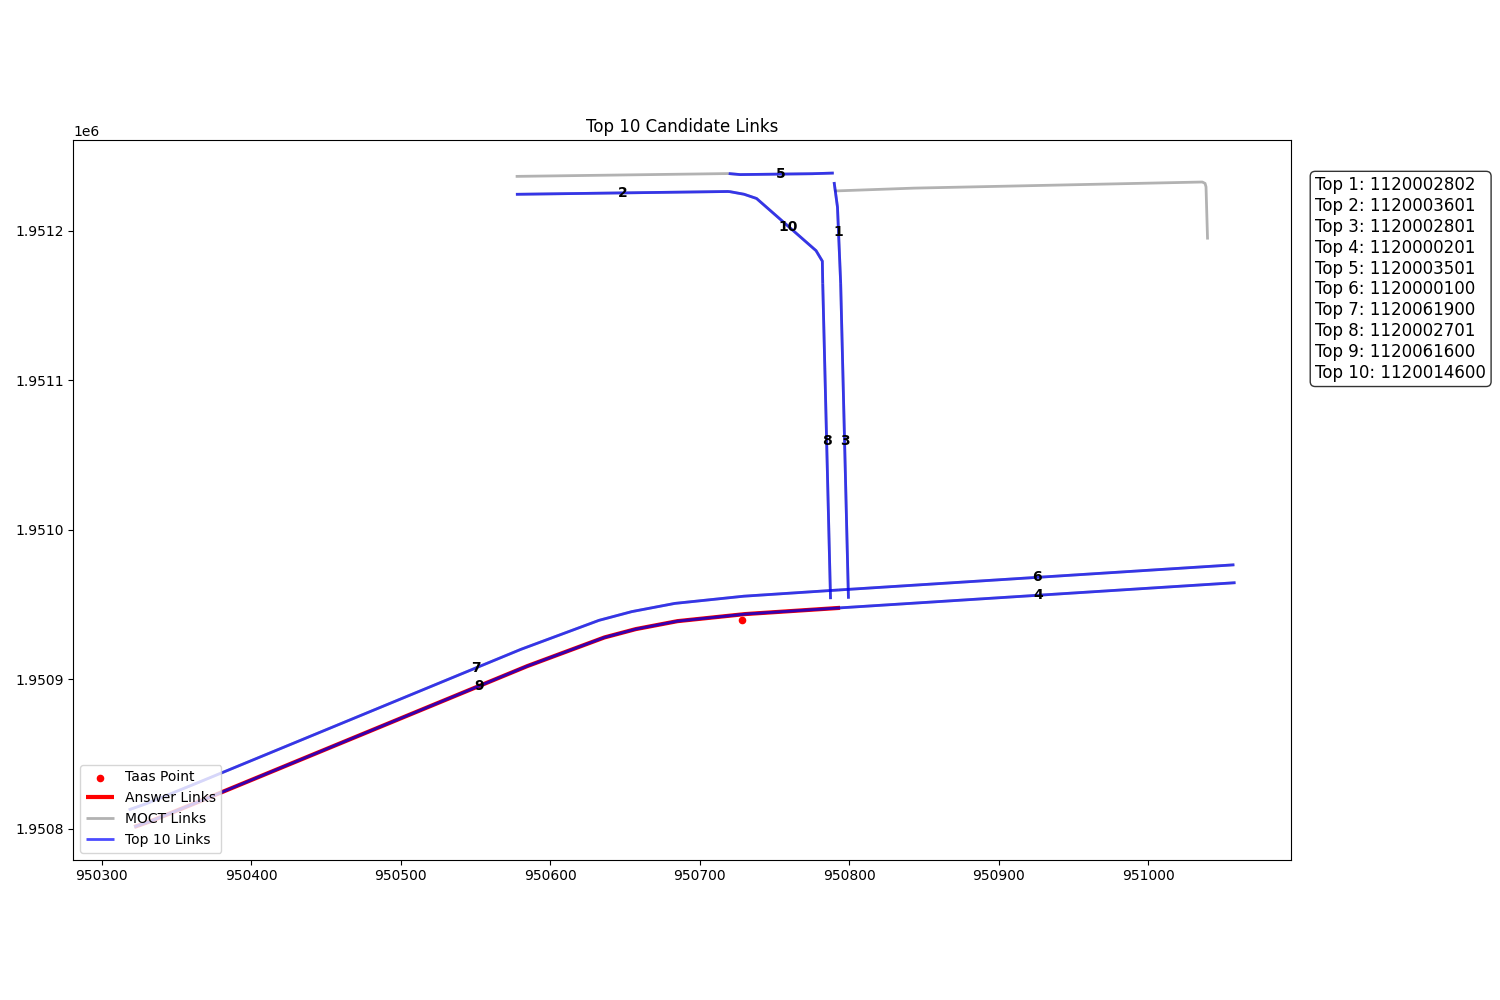 Top 10 Candidate Links
1e6
1.9512
1.9511
1.9510
1.9509
1.9508
950300
950400
950500
950600
950700
950800
950900
951000
5
2
10
1
8
3
6
4
7
9
Taas Point
Answer Links
MOCT Links
Top 10 Links
Top 1: 1120002802
Top 2: 1120003601
Top 3: 1120002801
Top 4: 1120000201
Top 5: 1120003501
Top 6: 1120000100
Top 7: 1120061900
Top 8: 1120002701
Top 9: 1120061600
Top 10: 1120014600